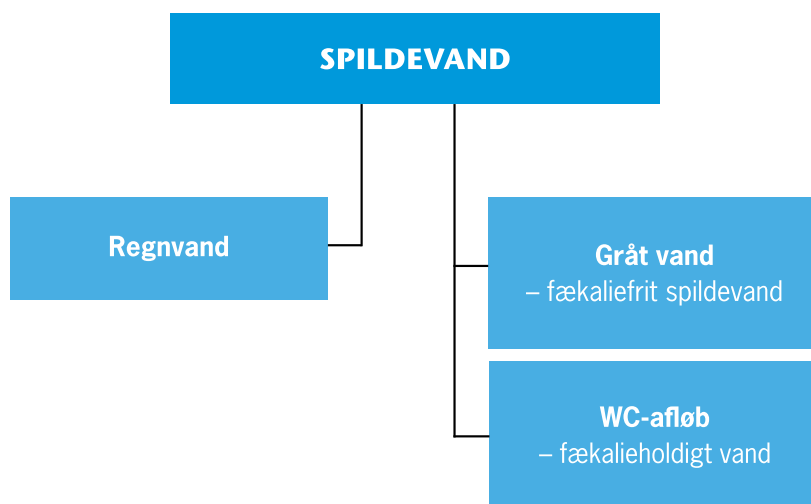 SPILDEVAND
Regnvand
Gråt vand
– fækaliefrit spildevand
WC-afløb
– fækalieholdigt vand